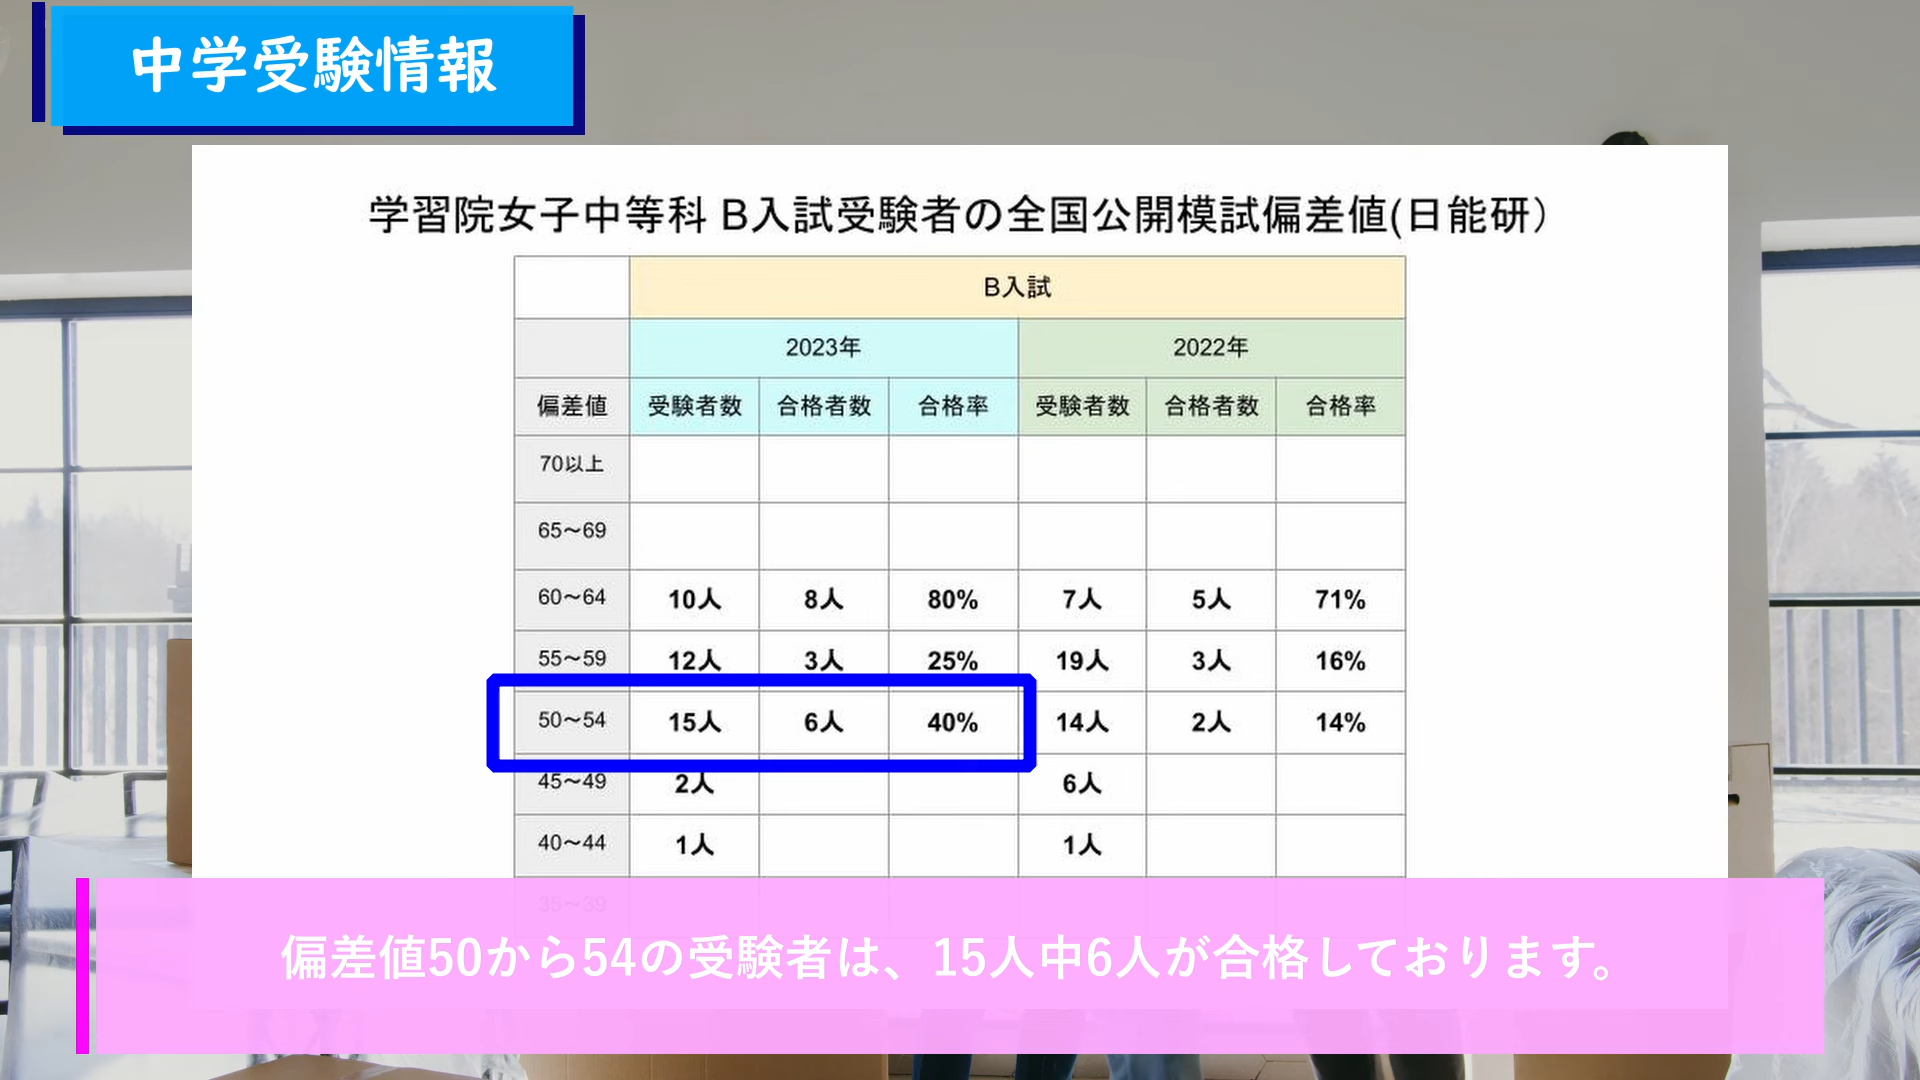 中学受験情報
学習院女子中等科 B入試受験者の全国公開模試偏差値(日能研）
B入試
2023年 2022年
偏差値 受験者数 合格者数 合格率 受験者数 合格者数 合格率
70以上
65〜69
60〜64 10人 8人 80% 7人 5人 71%
55〜59 12人 3人 25% 19人 3人 16%
50〜54 15人 6人 40% 14人 2人 14%
45〜49 2人 6人
40〜44 1人 1人
35〜39
偏差値50から54の受験者は、15人中6人が合格しております。